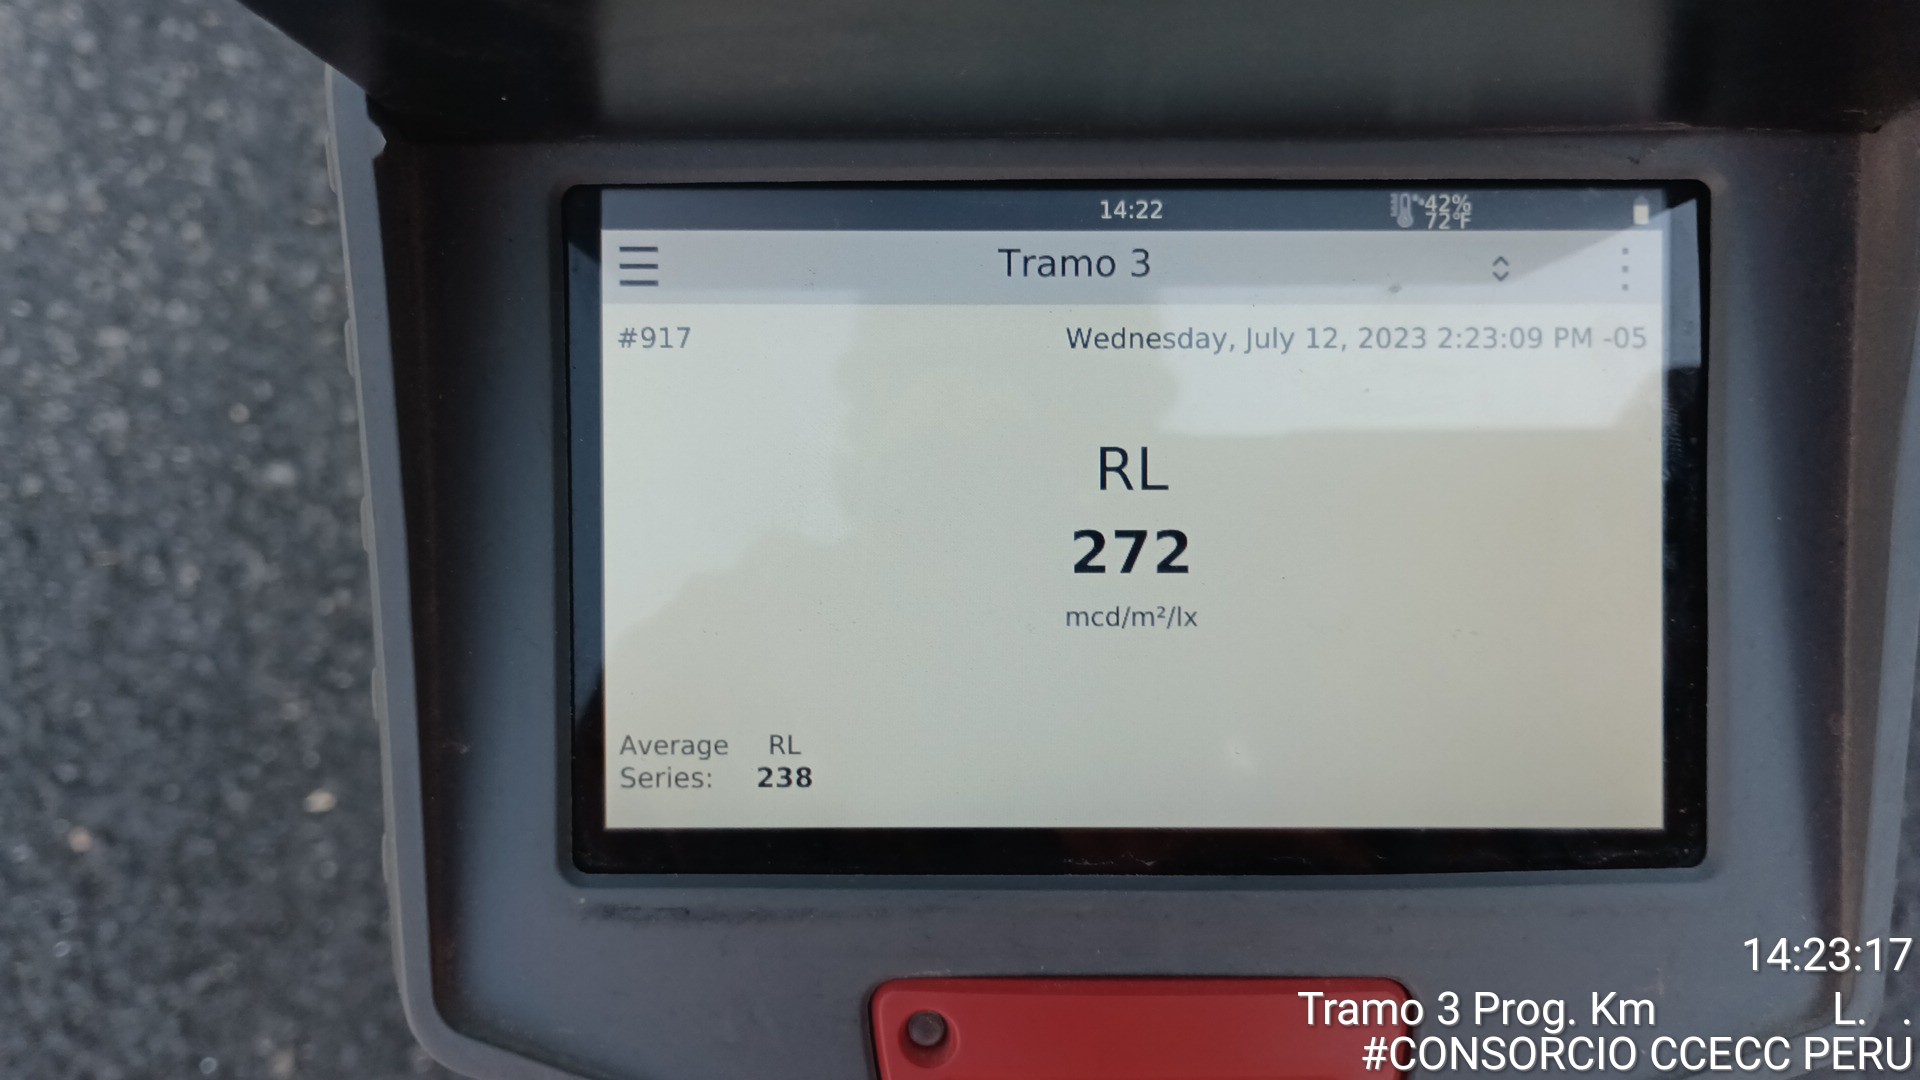 14:22
42%
72°F
Tramo 3
#917
Wednesday, July 12, 2023 2:23:09 PM -05
RL
272
mcd/m²/lx
Average RL
Series: 238
14:23:17
Tramo 3 Prog. Km L. .
#CONSORCIO CCECC PERU